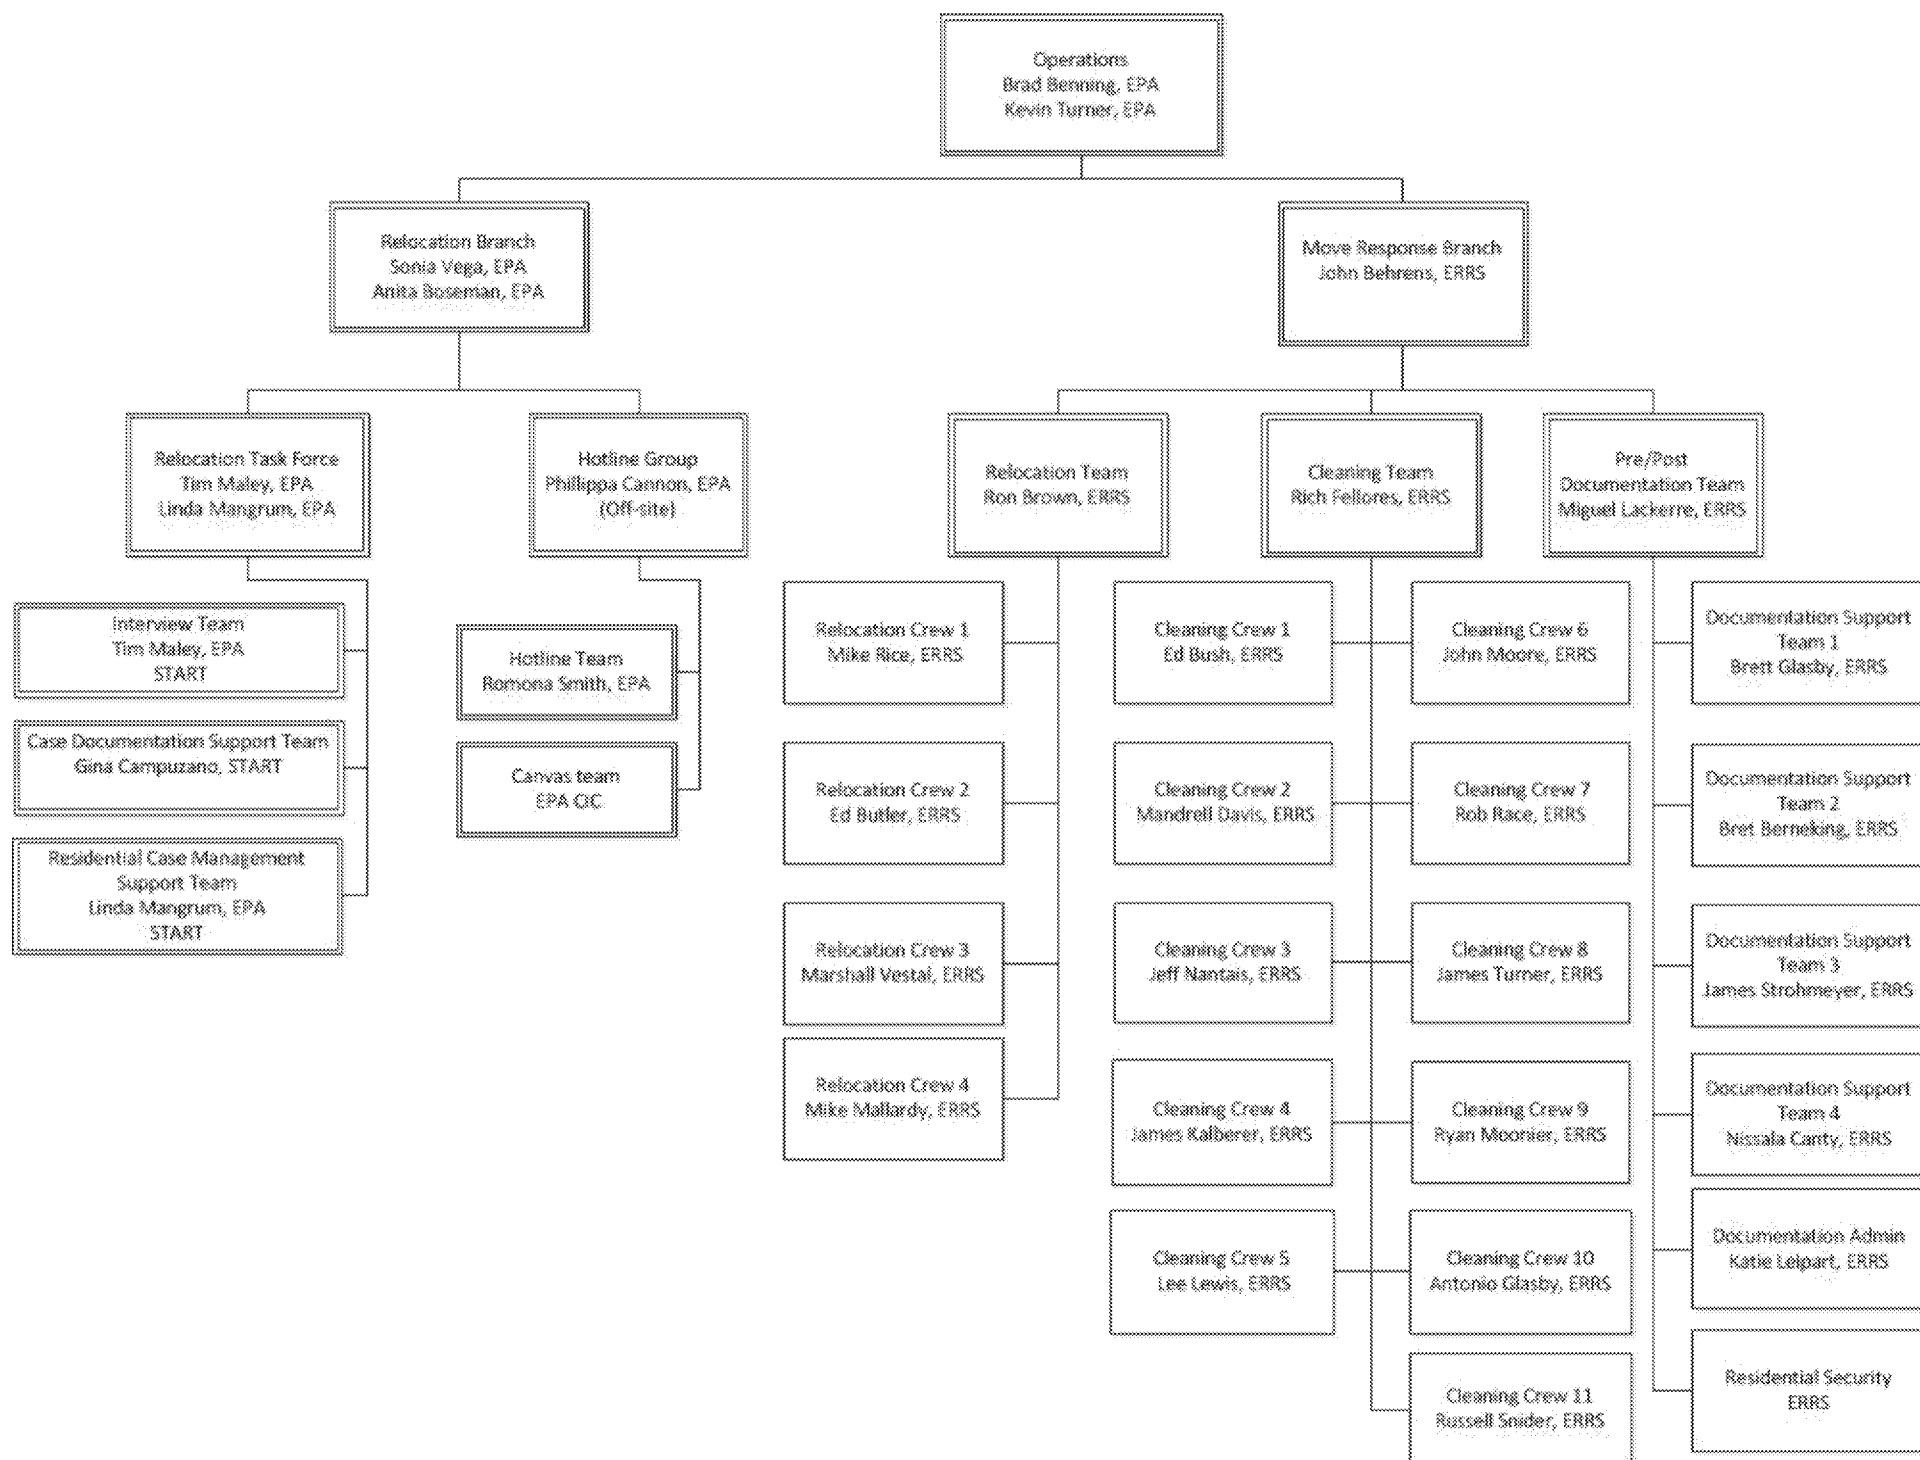 Operations
Brad Benning, EPA
Kevin Turner, EPA
Relocation Branch
Sonia Vega, EPA
Anita Boseman, EPA
Move Response Branch
John Behrens, ERRS
Relocation Task Force
Tim Maley, EPA
Linda Mangrum, EPA
Hotline Group
Phillippa Cannon, EPA
(Off-site)
Relocation Team
Ron Brown, ERRS
Cleaning Team
Rich Fellores, ERRS
Pre/Post
Documentation Team
Miguel Lackerre, ERRS
Interview Team
Tim Maley, EPA
START
Case Documentation Support Team
Gina Campuzano, START
Residential Case Management
Support Team
Linda Mangrum, EPA
START
Hotline Team
Romona Smith, EPA
Canvas team
EPA CIC
Relocation Crew 1
Mike Rice, ERRS
Relocation Crew 2
Ed Butler, ERRS
Relocation Crew 3
Marshall Vestal, ERRS
Relocation Crew 4
Mike Mallardy, ERRS
Cleaning Crew 1
Ed Bush, ERRS
Cleaning Crew 2
Mandrell Davis, ERRS
Cleaning Crew 3
Jeff Nantais, ERRS
Cleaning Crew 4
James Kalberer, ERRS
Cleaning Crew 5
Lee Lewis, ERRS
Cleaning Crew 6
John Moore, ERRS
Cleaning Crew 7
Rob Race, ERRS
Cleaning Crew 8
James Turner, ERRS
Cleaning Crew 9
Ryan Moonier, ERRS
Cleaning Crew 10
Antonio Glasby, ERRS
Cleaning Crew 11
Russell Snider, ERRS
Documentation Support
Team 1
Brett Glasby, ERRS
Documentation Support
Team 2
Bret Berneking, ERRS
Documentation Support
Team 3
James Strohmeyer, ERRS
Documentation Support
Team 4
Nissala Canty, ERRS
Documentation Admin
Katie Leipart, ERRS
Residential Security
ERRS